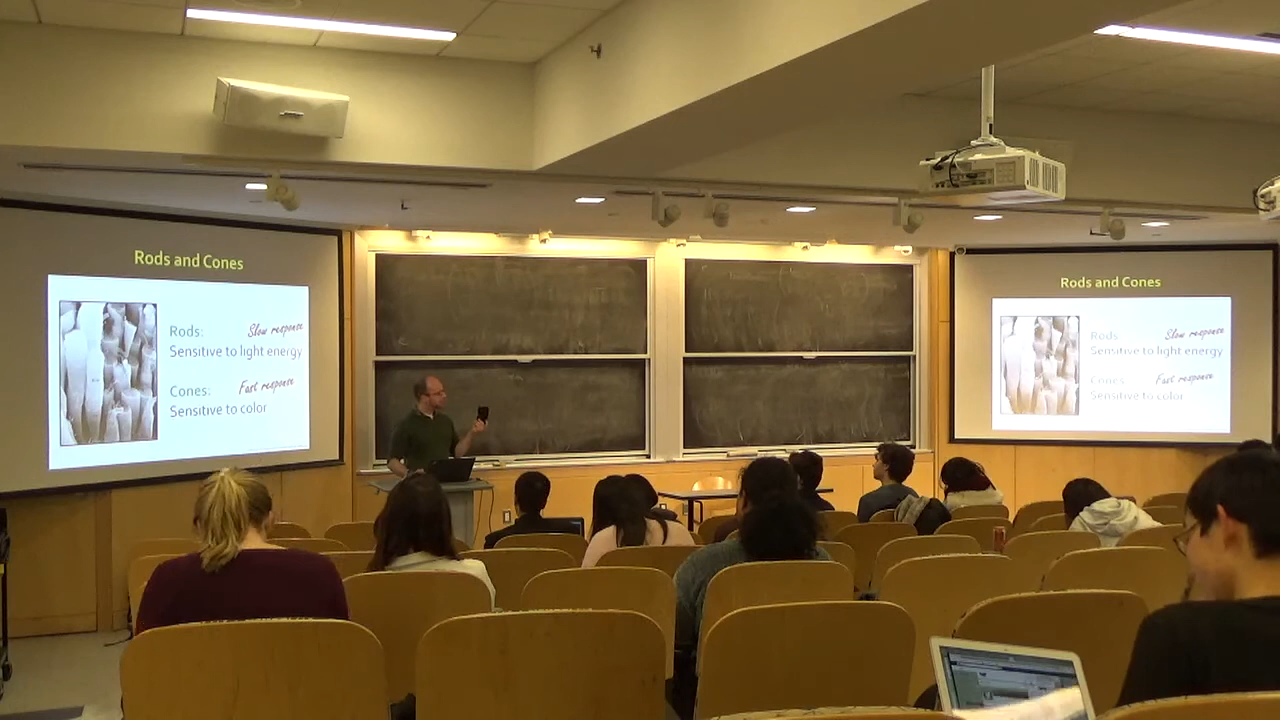 Rods and Cones
Rods: Slow response
Sensitive to light energy
Cones: Fast response
Sensitive to color
Rods and Cones
Rods: Slow response
Sensitive to light energy
Cones: Fast response
Sensitive to color